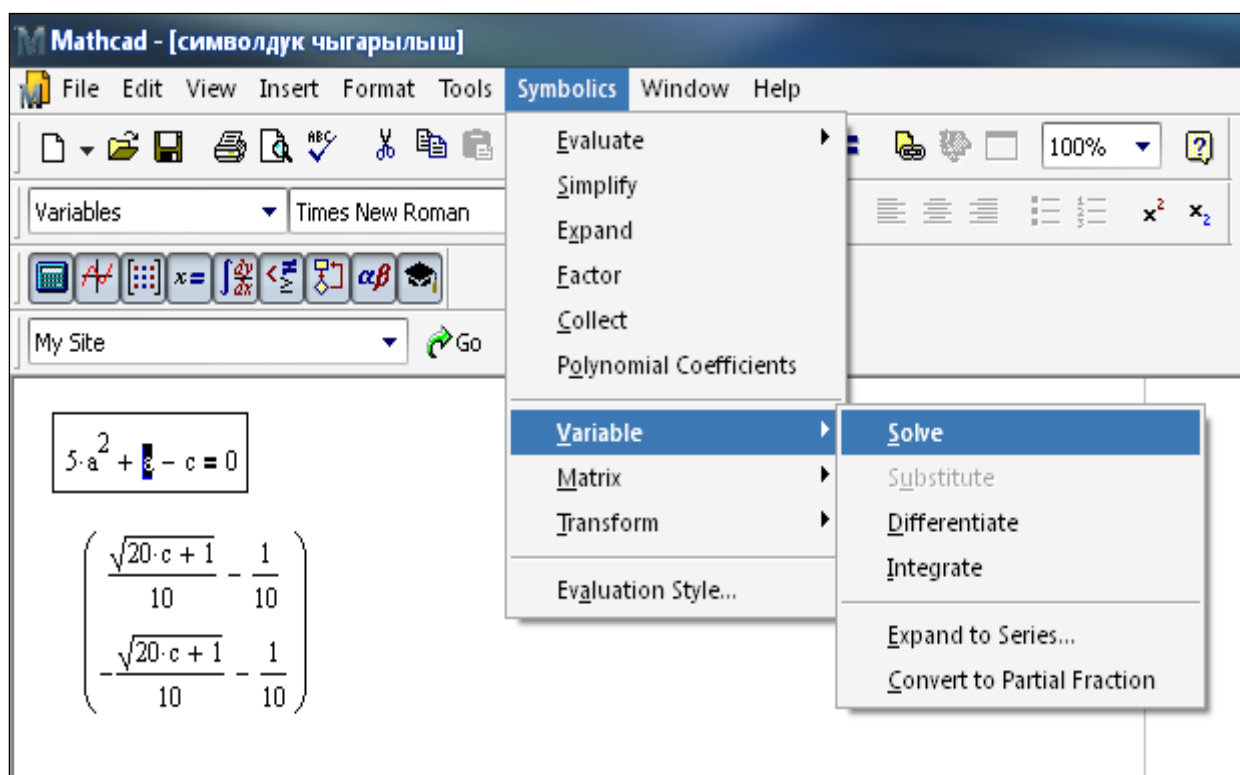 Mathcad - [символдук чыгарылыш]
File Edit View Insert Format Tools Symbolics Window Help
100%
Variables
Times New Roman
My Site
Go
Evaluate
Simplify
Expand
Factor
Collect
Polynomial Coefficients
Variable
Matrix
Transform
Evaluation Style...
Solve
Substitute
Differentiate
Integrate
Expand to Series...
Convert to Partial Fraction
5·a² + a − c = 0
√(20·c + 1)/10 − 1/10
−√(20·c + 1)/10 − 1/10